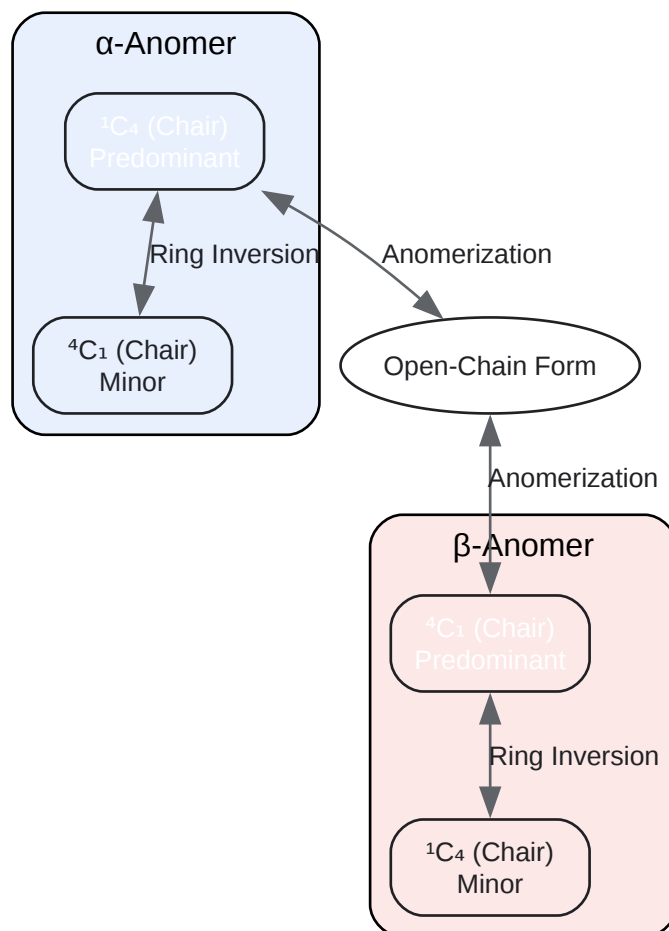 α-Anomer
¹C₄ (Chair)
Predominant
Ring Inversion
Anomerization
⁴C₁ (Chair)
Minor
Open-Chain Form
Anomerization
β-Anomer
⁴C₁ (Chair)
Predominant
Ring Inversion
¹C₄ (Chair)
Minor